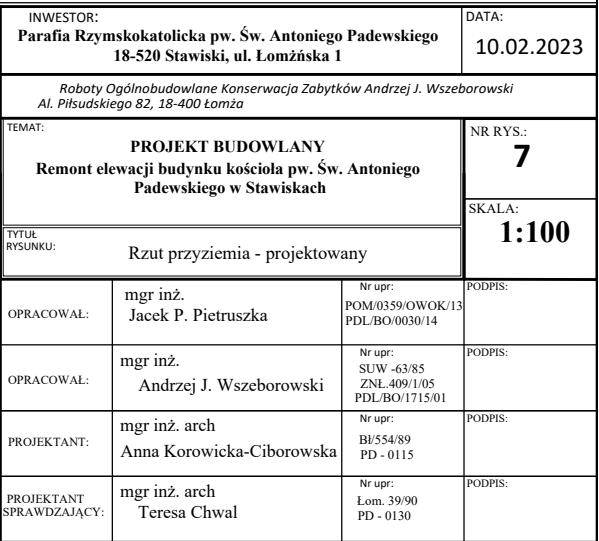 INWESTOR:
Parafia Rzymskokatolicka pw. Św. Antoniego Padewskiego
18-520 Stawiski, ul. Łomżńska 1
DATA:
10.02.2023
Roboty Ogólnobudowlane Konserwacja Zabytków Andrzej J. Wszeborowski
Al. Piłsudskiego 82, 18-400 Łomża
TEMAT:
PROJEKT BUDOWLANY
Remont elewacji budynku kościoła pw. Św. Antoniego
Padewskiego w Stawiskach
NR RYS.:
7
SKALA:
1:100
TYTUŁ
RYSUNKU:
Rzut przyziemia - projektowany
OPRACOWAŁ:
mgr inż.
Jacek P. Pietruszka
Nr upr:
POM/0359/OWOK/13
PDL/BO/0030/14
PODPIS:
OPRACOWAŁ:
mgr inż.
Andrzej J. Wszeborowski
Nr upr:
SUW -63/85
ZNŁ.409/1/05
PDL/BO/1715/01
PODPIS:
PROJEKTANT:
mgr inż. arch
Anna Korowicka-Ciborowska
Nr upr:
Bł/554/89
PD - 0115
PODPIS:
PROJEKTANT
SPRAWDZAJĄCY:
mgr inż. arch
Teresa Chwal
Nr upr:
Łom. 39/90
PD - 0130
PODPIS: